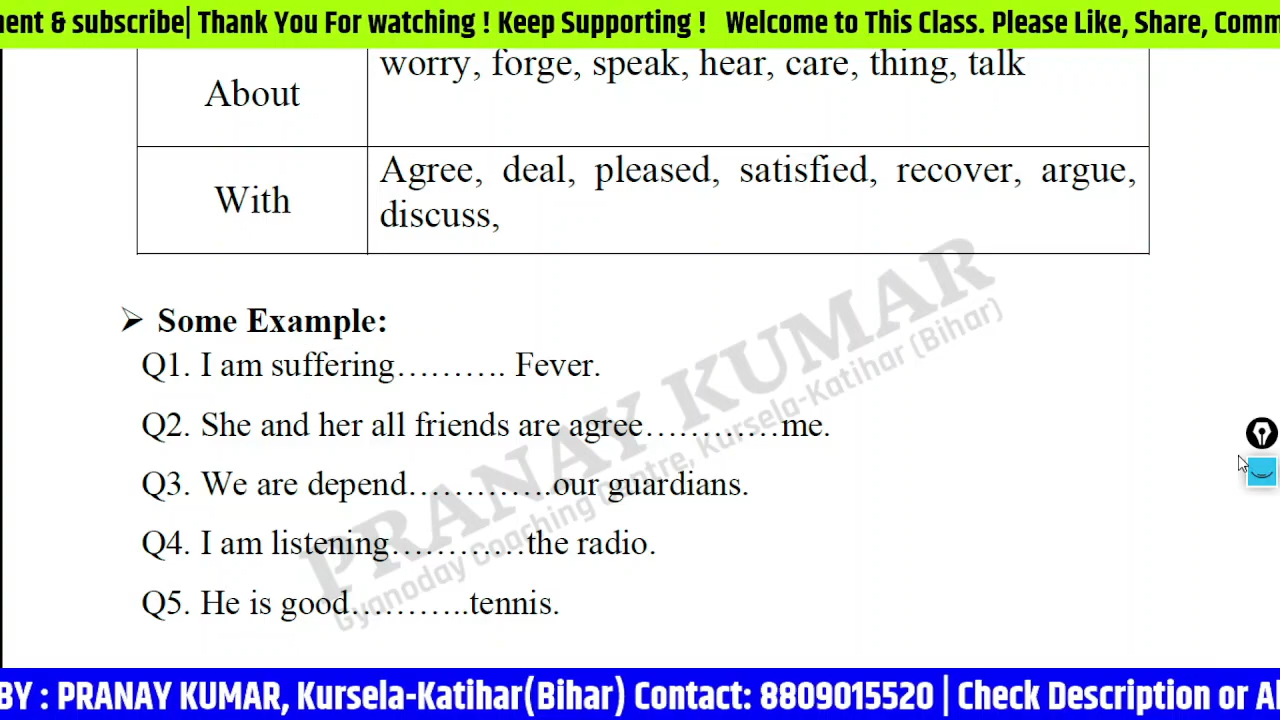 nent & subscribe| Thank You For watching ! Keep Supporting ! Welcome to This Class. Please Like, Share, Comm
About
worry, forge, speak, hear, care, thing, talk
With
Agree, deal, pleased, satisfied, recover, argue,
discuss,
➢ Some Example:
Q1. I am suffering………. Fever.
Q2. She and her all friends are agree…………me.
Q3. We are depend………….our guardians.
Q4. I am listening…………the radio.
Q5. He is good………..tennis.
PRANAY KUMAR
Gyanoday Coaching Centre, Kursela-Katihar (Bihar)
BY : PRANAY KUMAR, Kursela-Katihar(Bihar) Contact: 8809015520 | Check Description or Al